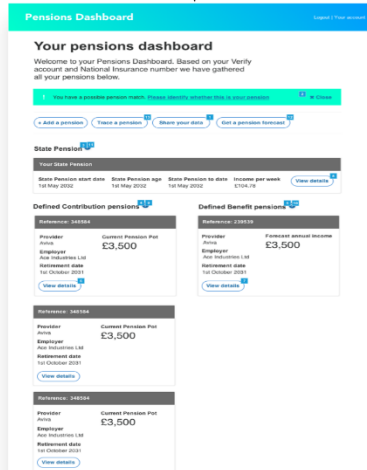 Pensions Dashboard
Logout / Your account
Your pensions dashboard
Welcome to your Pensions Dashboard. Based on your Verify
account and National Insurance number we have gathered
all your pensions below.
You have a possible pension match. Please identify whether this is your pension
✕ Close
+ Add a pension
Trace a pension
Share your data
Get a pension forecast
State Pension
Your State Pension
State Pension start date State Pension age State Pension to date Income per week
1st May 2002 1st May 2002 1st May 2002 £104.78
View details
Defined Contribution pensions
Defined Benefit pensions
Reference: 348584
Provider Current Pension Pot
Aviva £3,500
Employer
Ace Industries Ltd
Retirement date
1st October 2031
View details
Reference: 239539
Provider Forecast annual income
Aviva £3,500
Employer
Ace Industries Ltd
Retirement date
1st October 2031
View details
Reference: 348584
Provider Current Pension Pot
Aviva £3,500
Employer
Ace Industries Ltd
Retirement date
1st October 2031
View details
Reference: 348584
Provider Current Pension Pot
Aviva £3,500
Employer
Ace Industries Ltd
Retirement date
1st October 2031
View details